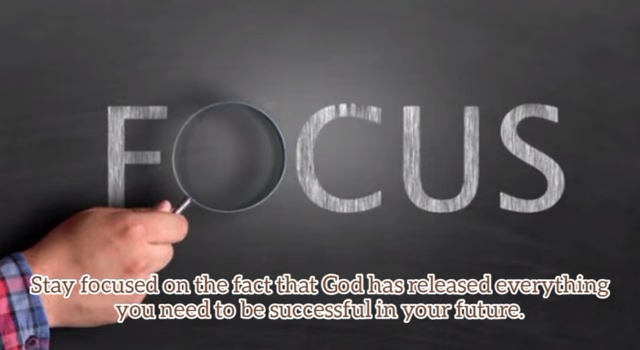 FOCUS
Stay focused on the fact that God has released everything
you need to be successful in your future.